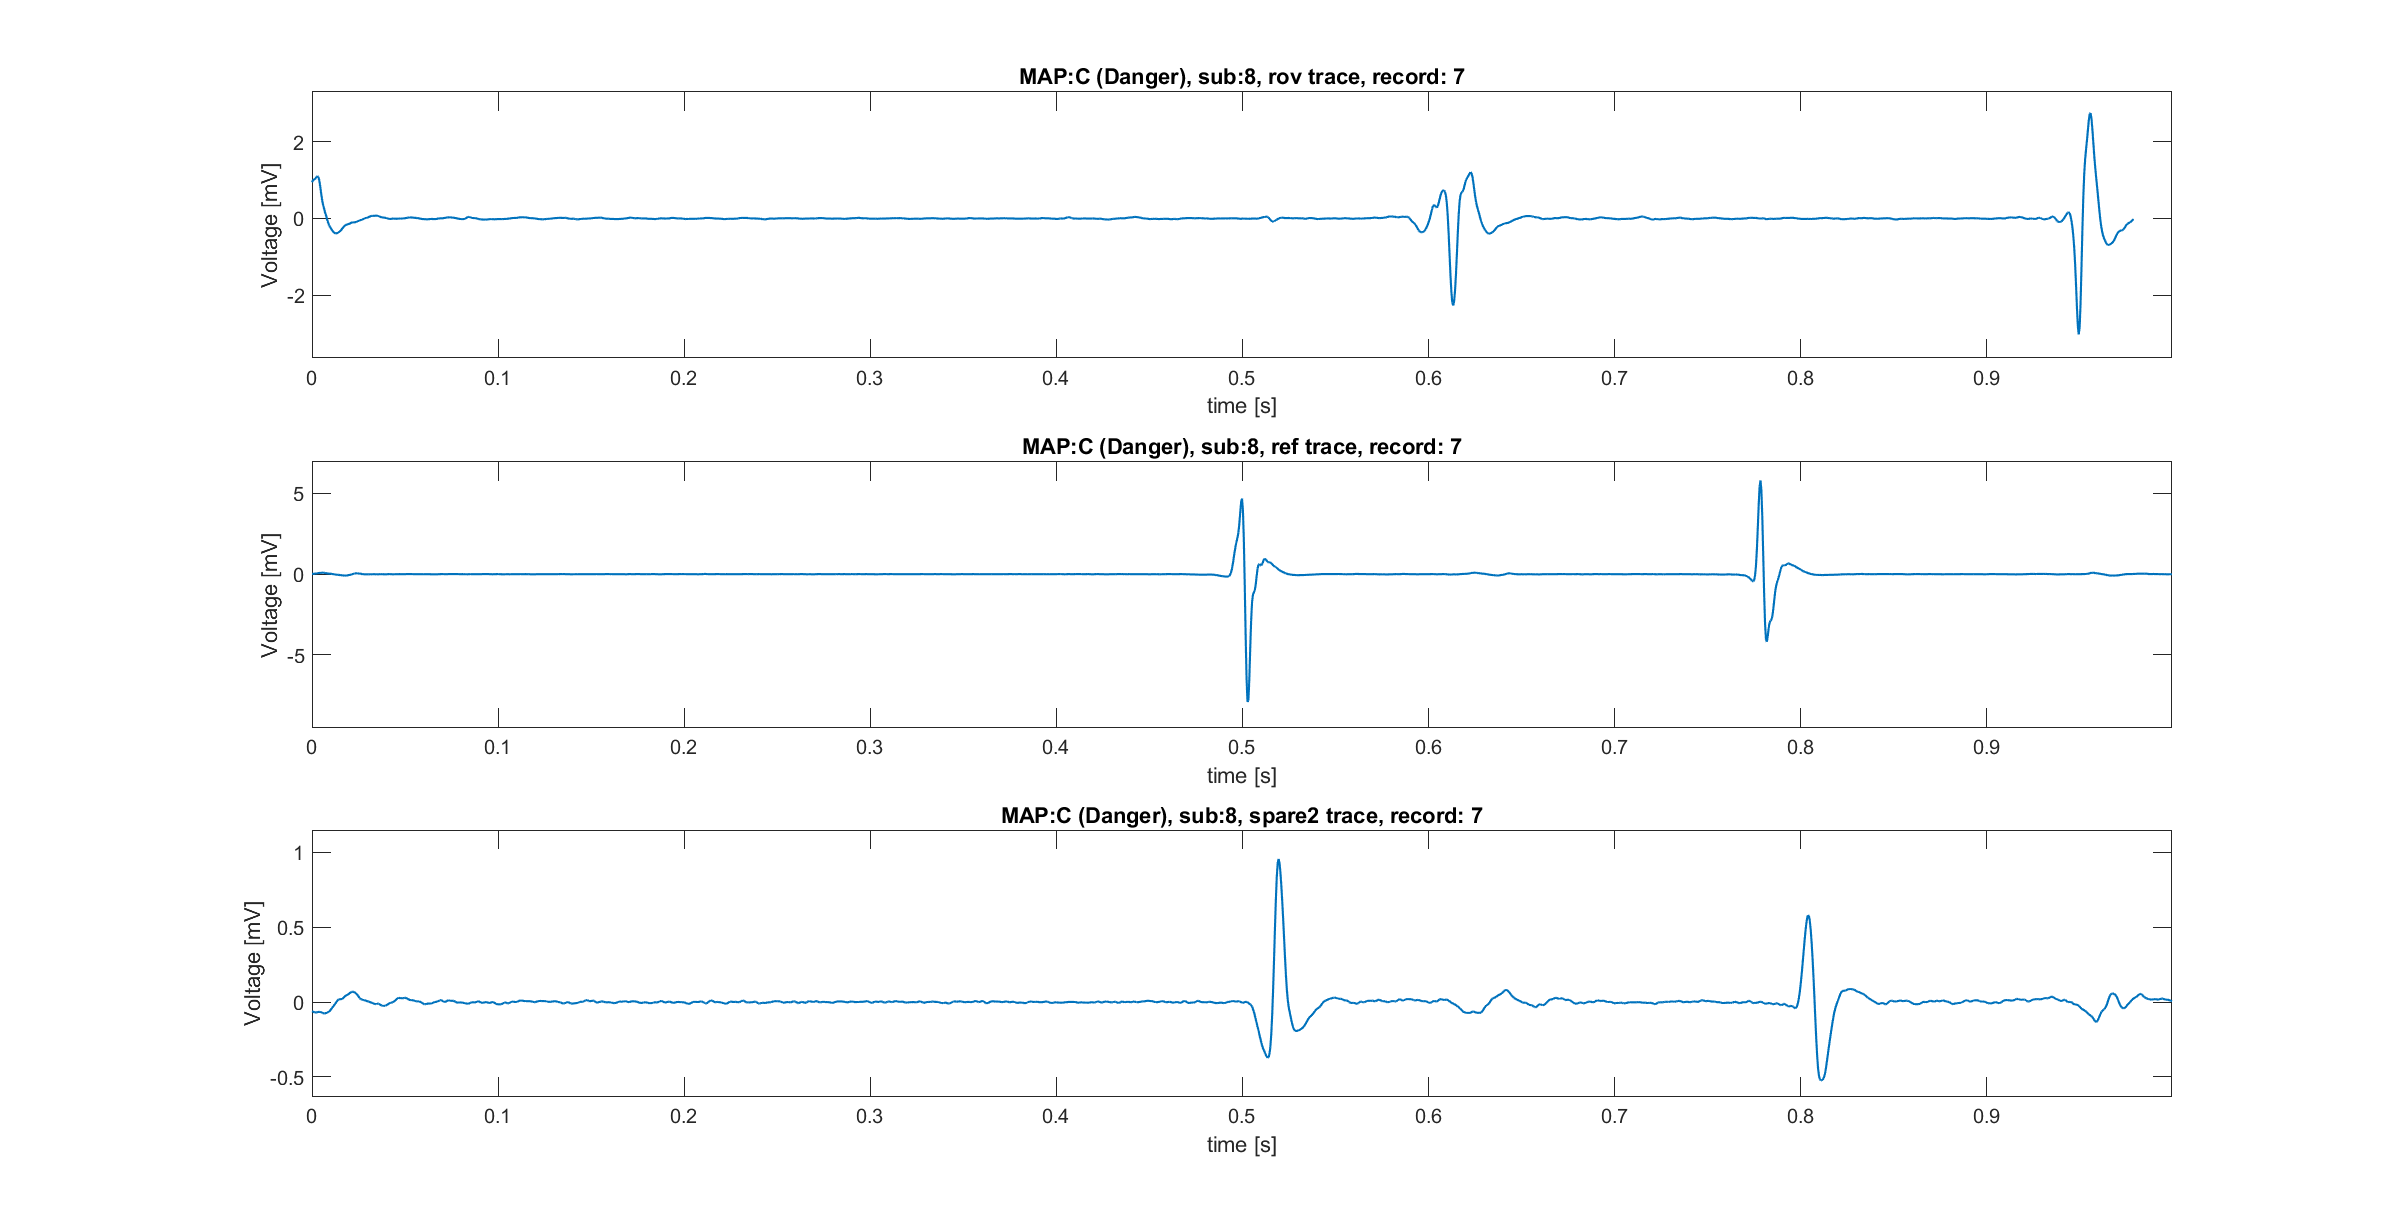 MAP:C (Danger), sub:8, rov trace, record: 7
Voltage [mV]
2
0
-2
0 0.1 0.2 0.3 0.4 0.5 0.6 0.7 0.8 0.9
time [s]
MAP:C (Danger), sub:8, ref trace, record: 7
Voltage [mV]
5
0
-5
0 0.1 0.2 0.3 0.4 0.5 0.6 0.7 0.8 0.9
time [s]
MAP:C (Danger), sub:8, spare2 trace, record: 7
Voltage [mV]
1
0.5
0
-0.5
0 0.1 0.2 0.3 0.4 0.5 0.6 0.7 0.8 0.9
time [s]